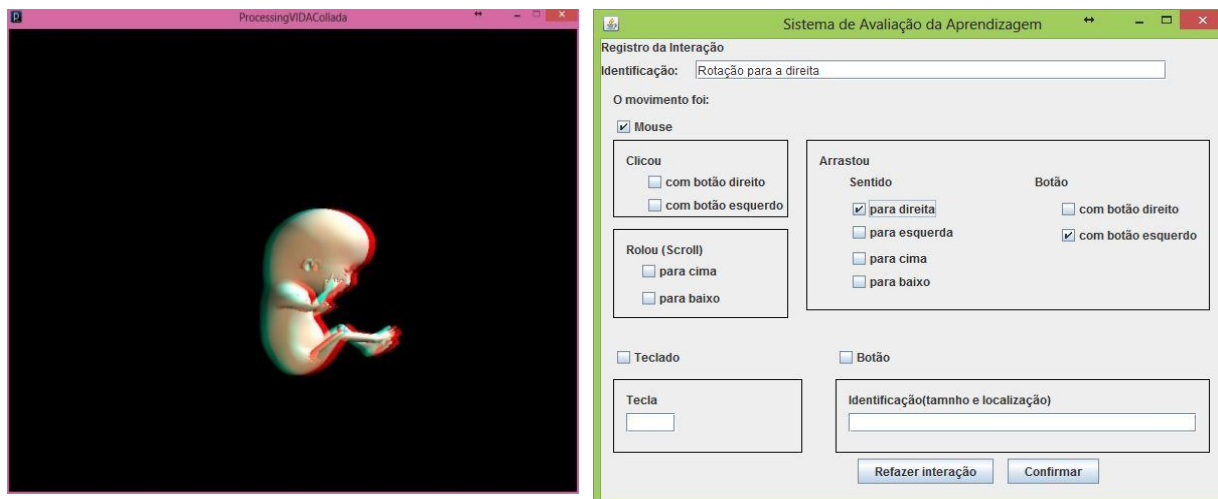 ProcessingVIDACollada
Sistema de Avaliação da Aprendizagem
Registro da Interação
Identificação: Rotação para a direita
O movimento foi:
Mouse
Clicou
com botão direito
com botão esquerdo
Rolou (Scroll)
para cima
para baixo
Arrastou
Sentido Botão
para direita com botão direito
para esquerda com botão esquerdo
para cima
para baixo
Teclado
Tecla
Botão
Identificação(tamnho e localização)
Refazer interação Confirmar